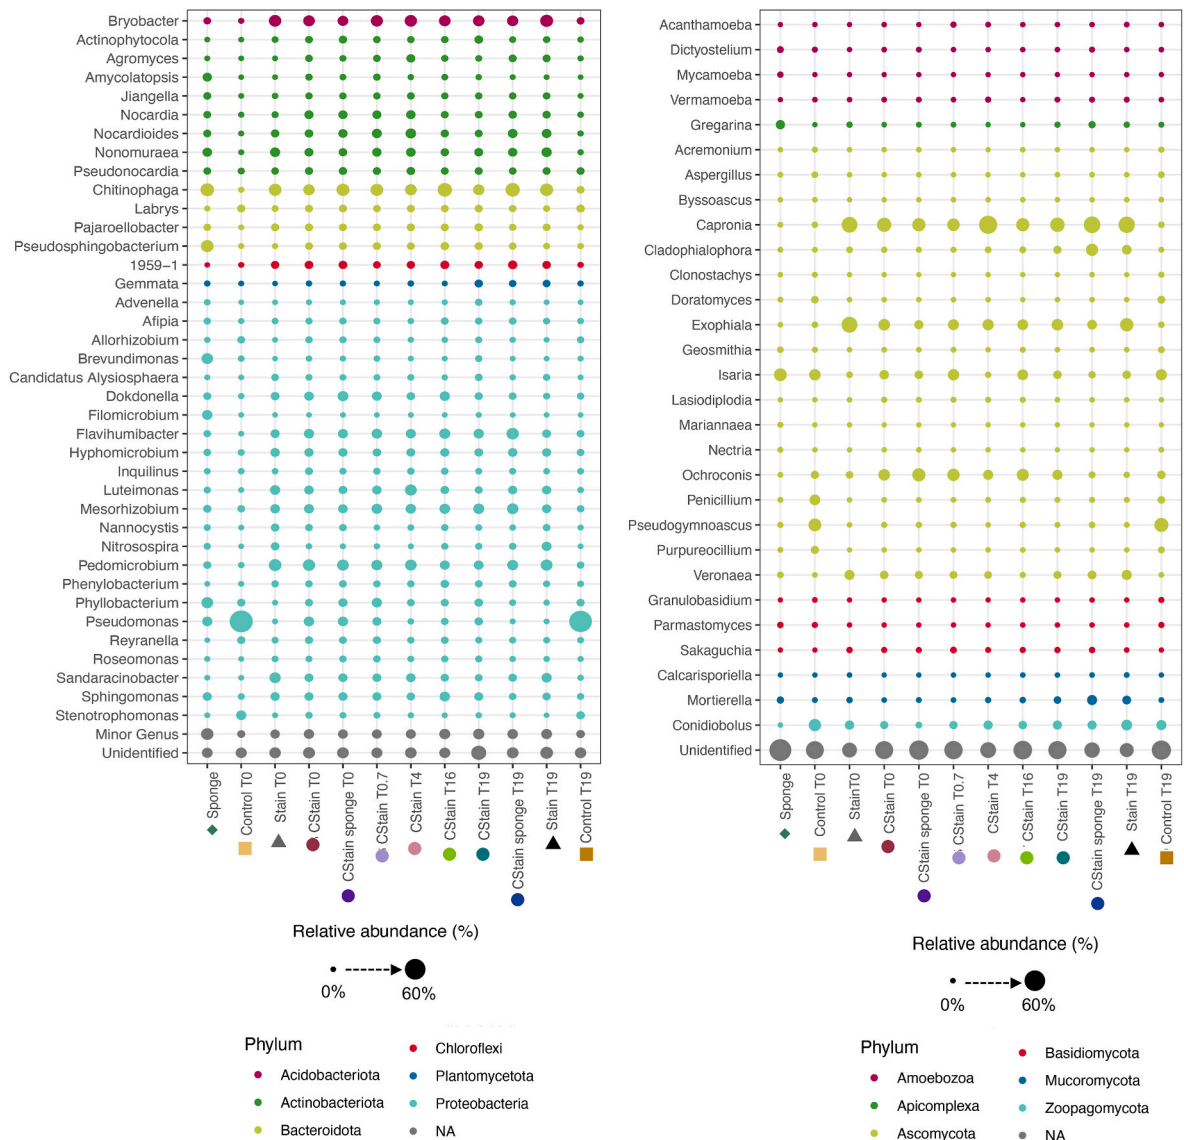 Bryobacter
Actinophytocola
Agromyces
Amycolatopsis
Jiangella
Nocardia
Nocardioides
Nonomuraea
Pseudonocardia
Chitinophaga
Labrys
Pajaroellobacter
Pseudosphingobacterium
1959−1
Gemmata
Advenella
Afipia
Allorhizobium
Brevundimonas
Candidatus Alysiosphaera
Dokdonella
Filomicrobium
Flavihumibacter
Hyphomicrobium
Inquilinus
Luteimonas
Mesorhizobium
Nannocystis
Nitrosospira
Pedomicrobium
Phenylobacterium
Phyllobacterium
Pseudomonas
Reyranella
Roseomonas
Sandaracinobacter
Sphingomonas
Stenotrophomonas
Minor Genus
Unidentified
Sponge
Control T0
Stain T0
CStain T0
CStain sponge T0
CStain T0.7
CStain T4
CStain T16
CStain T19
CStain sponge T19
Stain T19
Control T19
Relative abundance (%)
0%
60%
Phylum
Acidobacteriota
Actinobacteriota
Bacteroidota
Chloroflexi
Plantomycetota
Proteobacteria
NA
Acanthamoeba
Dictyostelium
Mycamoeba
Vermamoeba
Gregarina
Acremonium
Aspergillus
Byssoascus
Capronia
Cladophialophora
Clonostachys
Doratomyces
Exophiala
Geosmithia
Isaria
Lasiodiplodia
Mariannaea
Nectria
Ochroconis
Penicillium
Pseudogymnoascus
Purpureocillium
Veronaea
Granulobasidium
Parmastomyces
Sakaguchia
Calcarisporiella
Mortierella
Conidiobolus
Unidentified
Sponge
Control T0
StainT0
CStain T0
CStain sponge T0
CStain T0.7
CStain T4
CStain T16
CStain T19
CStain sponge T19
Stain T19
Control T19
Relative abundance (%)
0%
60%
Phylum
Amoebozoa
Apicomplexa
Ascomycota
Basidiomycota
Mucoromycota
Zoopagomycota
NA